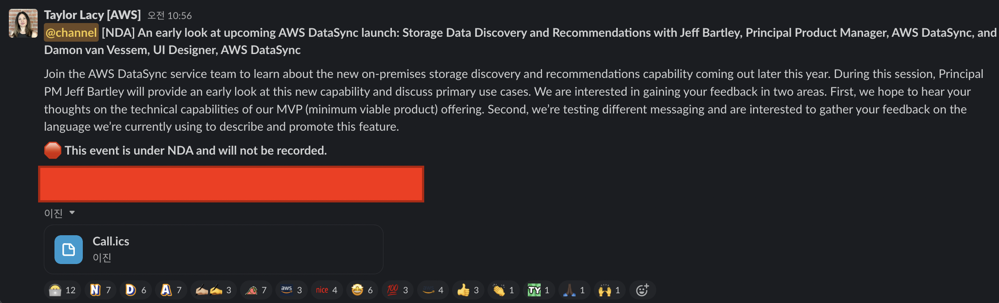 Taylor Lacy [AWS] 오전 10:56
@channel [NDA] An early look at upcoming AWS DataSync launch: Storage Data Discovery and Recommendations with Jeff Bartley, Principal Product Manager, AWS DataSync, and
Damon van Vessem, UI Designer, AWS DataSync
Join the AWS DataSync service team to learn about the new on-premises storage discovery and recommendations capability coming out later this year. During this session, Principal
PM Jeff Bartley will provide an early look at this new capability and discuss primary use cases. We are interested in gaining your feedback in two areas. First, we hope to hear your
thoughts on the technical capabilities of our MVP (minimum viable product) offering. Second, we’re testing different messaging and are interested to gather your feedback on the
language we’re currently using to describe and promote this feature.
This event is under NDA and will not be recorded.
이진
Call.ics
이진
12 N 7 D 6 A 7 3 7 aws 3 nice 4 6 100 3 aws 4 3 1 TY 1 1 1